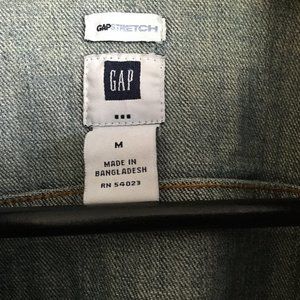 GAPSTRETCH
GAP
M
MADE IN
BANGLADESH
RN 54023